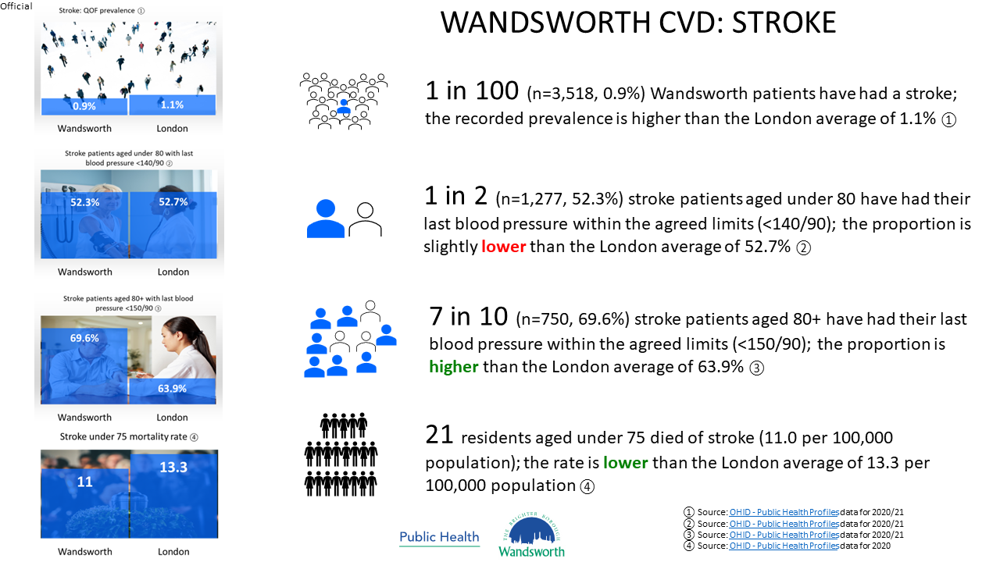 Official
Stroke: QOF prevalence ①
0.9%
1.1%
Wandsworth
London
Stroke patients aged under 80 with last
blood pressure <140/90 ②
52.3%
52.7%
Wandsworth
London
Stroke patients aged 80+ with last blood
pressure <150/90 ③
69.6%
63.9%
Wandsworth
London
Stroke under 75 mortality rate ④
11
13.3
Wandsworth
London
WANDSWORTH CVD: STROKE
1 in 100 (n=3,518, 0.9%) Wandsworth patients have had a stroke;
the recorded prevalence is higher than the London average of 1.1% ①
1 in 2 (n=1,277, 52.3%) stroke patients aged under 80 have had their
last blood pressure within the agreed limits (<140/90); the proportion is
slightly lower than the London average of 52.7% ②
7 in 10 (n=750, 69.6%) stroke patients aged 80+ have had their last
blood pressure within the agreed limits (<150/90); the proportion is
higher than the London average of 63.9% ③
21 residents aged under 75 died of stroke (11.0 per 100,000
population); the rate is lower than the London average of 13.3 per
100,000 population ④
Public Health
THE BRIGHTER BOROUGH
Wandsworth
① Source: OHID - Public Health Profiles data for 2020/21
② Source: OHID - Public Health Profiles data for 2020/21
③ Source: OHID - Public Health Profiles data for 2020/21
④ Source: OHID - Public Health Profiles data for 2020